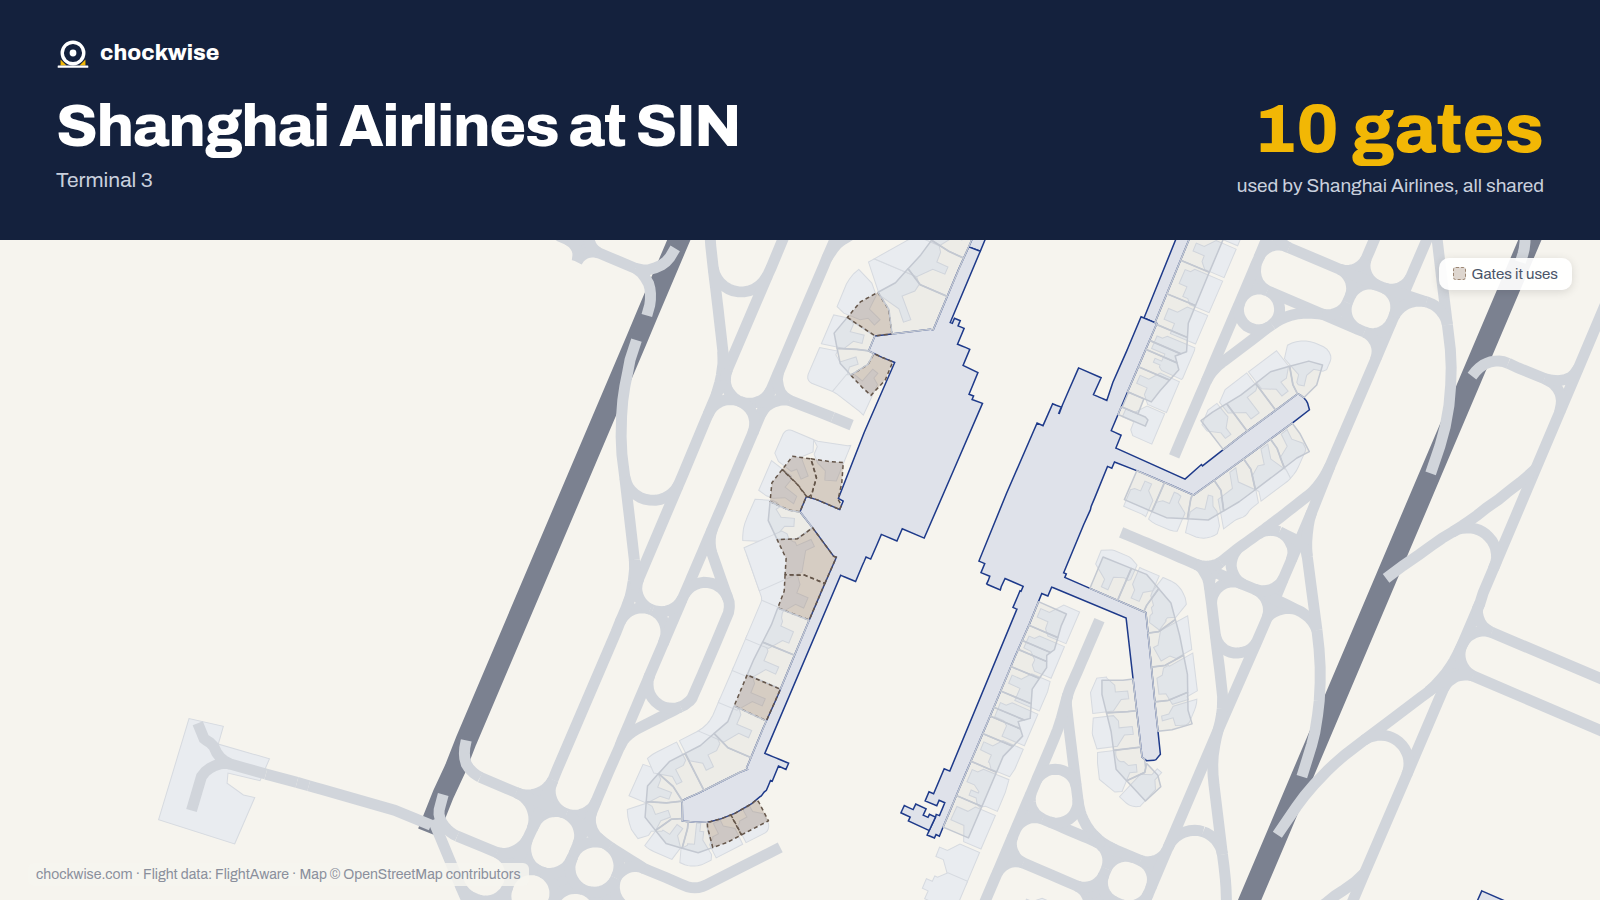 chockwise
Shanghai Airlines at SIN
Terminal 3
10 gates
used by Shanghai Airlines, all shared
Gates it uses
chockwise.com · Flight data: FlightAware · Map © OpenStreetMap contributors